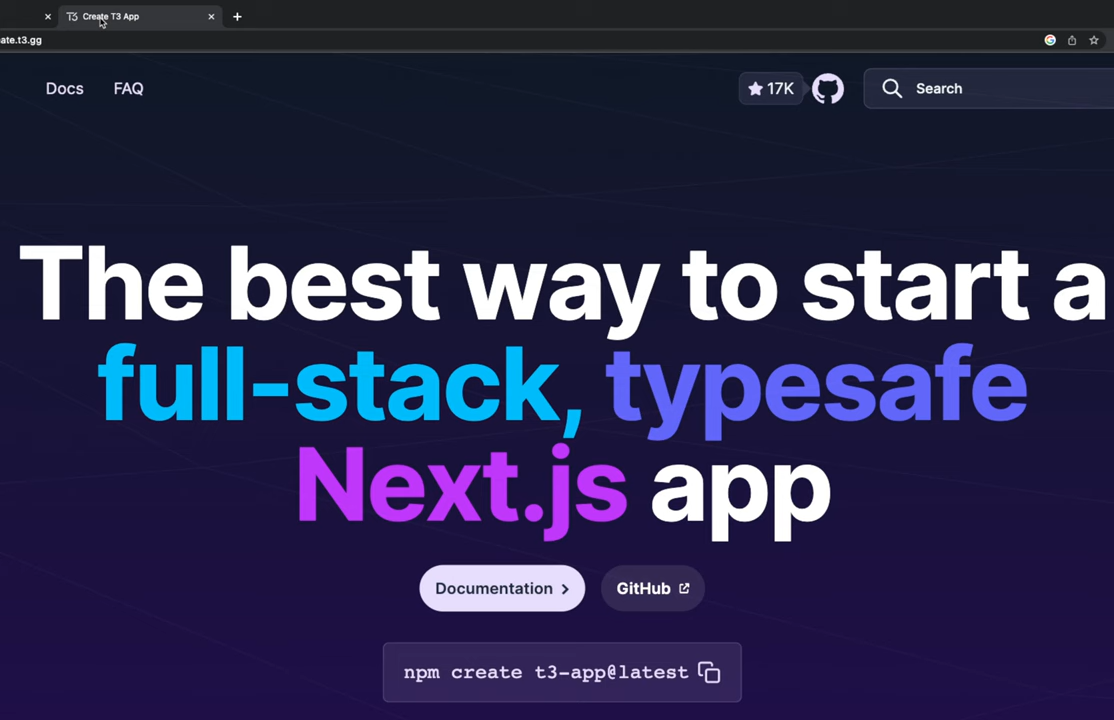 T3 Create T3 App
ate.t3.gg
Docs FAQ 17K Search
The best way to start a
full-stack, typesafe
Next.js app
Documentation GitHub
npm create t3-app@latest